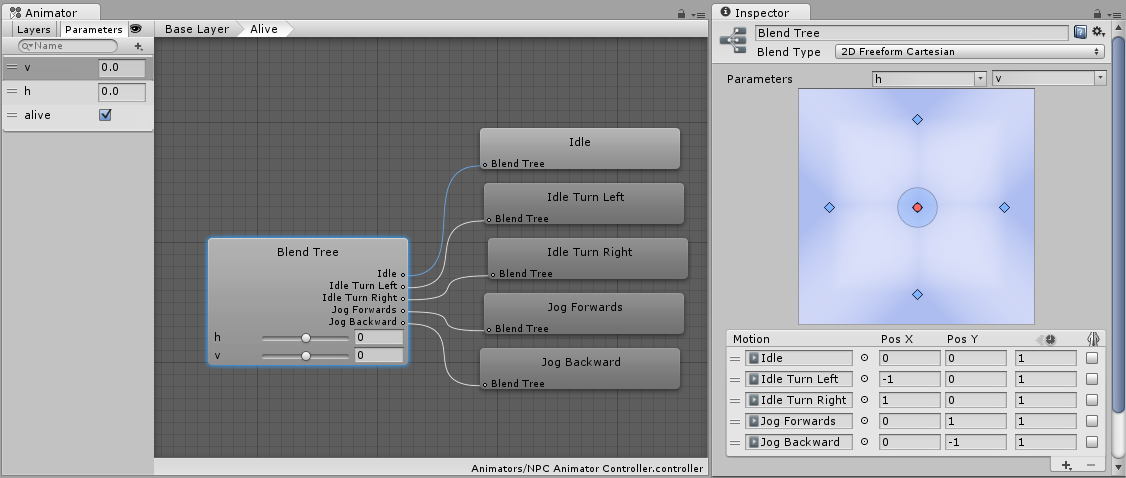 Animator
Layers
Parameters
Name
v
0.0
h
0.0
alive
Base Layer
Alive
Blend Tree
Idle
Idle Turn Left
Idle Turn Right
Jog Forwards
Jog Backward
h
0
v
0
Idle
Blend Tree
Idle Turn Left
Blend Tree
Idle Turn Right
Blend Tree
Jog Forwards
Blend Tree
Jog Backward
Blend Tree
Animators/NPC Animator Controller.controller
Inspector
Blend Tree
Blend Type 2D Freeform Cartesian
Parameters h v
Motion Pos X Pos Y
Idle 0 0 1
Idle Turn Left -1 0 1
Idle Turn Right 1 0 1
Jog Forwards 0 1 1
Jog Backward 0 -1 1